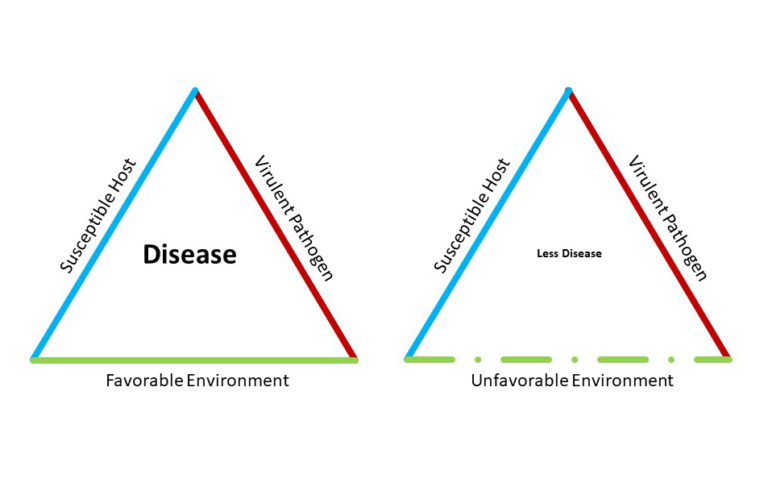 Susceptible Host
Virulent Pathogen
Disease
Favorable Environment
Susceptible Host
Virulent Pathogen
Less Disease
Unfavorable Environment